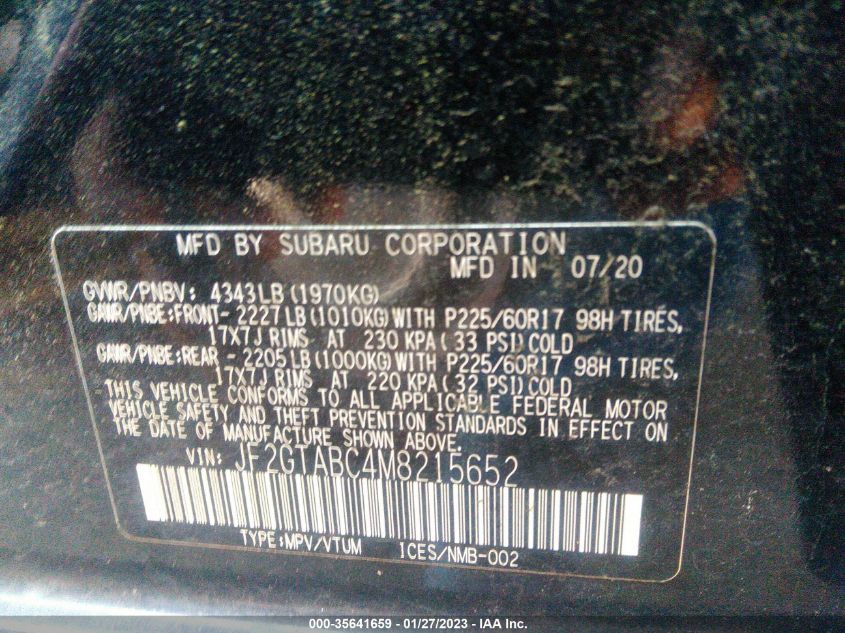 MFD BY SUBARU CORPORATION
MFD IN 07/20
GVWR/PNBV: 4343LB (1970KG)
GAWR/PNBE:FRONT- 2227LB (1010KG) WITH P225/60R17 98H TIRES,
17X7J RIMS AT 230 KPA (33 PSI) COLD
GAWR/PNBE:REAR - 2205LB (1000KG) WITH P225/60R17 98H TIRES,
17X7J RIMS AT 220 KPA (32 PSI) COLD
THIS VEHICLE CONFORMS TO ALL APPLICABLE FEDERAL MOTOR
VEHICLE SAFETY AND THEFT PREVENTION STANDARDS IN EFFECT ON
THE DATE OF MANUFACTURE SHOWN ABOVE.
VIN: JF2GTABC4M8215652
TYPE:MPV/VTUM ICES/NMB-002
000-35641659 - 01/27/2023 - IAA Inc.